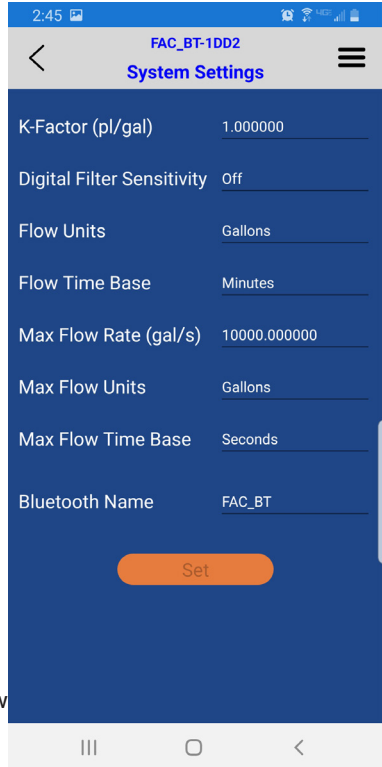 2:45
FAC_BT-1DD2
System Settings
K-Factor (pl/gal) 1.000000
Digital Filter Sensitivity Off
Flow Units Gallons
Flow Time Base Minutes
Max Flow Rate (gal/s) 10000.000000
Max Flow Units Gallons
Max Flow Time Base Seconds
Bluetooth Name FAC_BT
Set